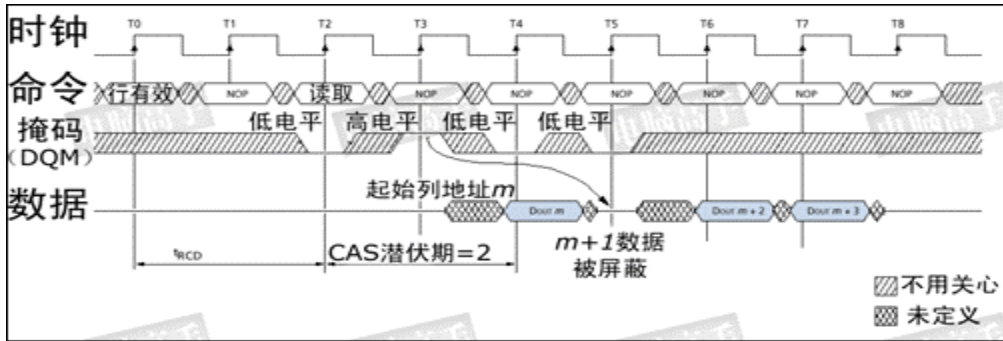 T0 T1 T2 T3 T4 T5 T6 T7 T8
时钟
命令 行有效 NOP 读取 NOP NOP NOP NOP NOP NOP
低电平 高电平 低电平 低电平
掩码
(DQM)
起始列地址m
数据 DOUT m DOUT m + 2 DOUT m + 3
tRCD CAS潜伏期=2
m+1数据
被屏蔽
不用关心
未定义